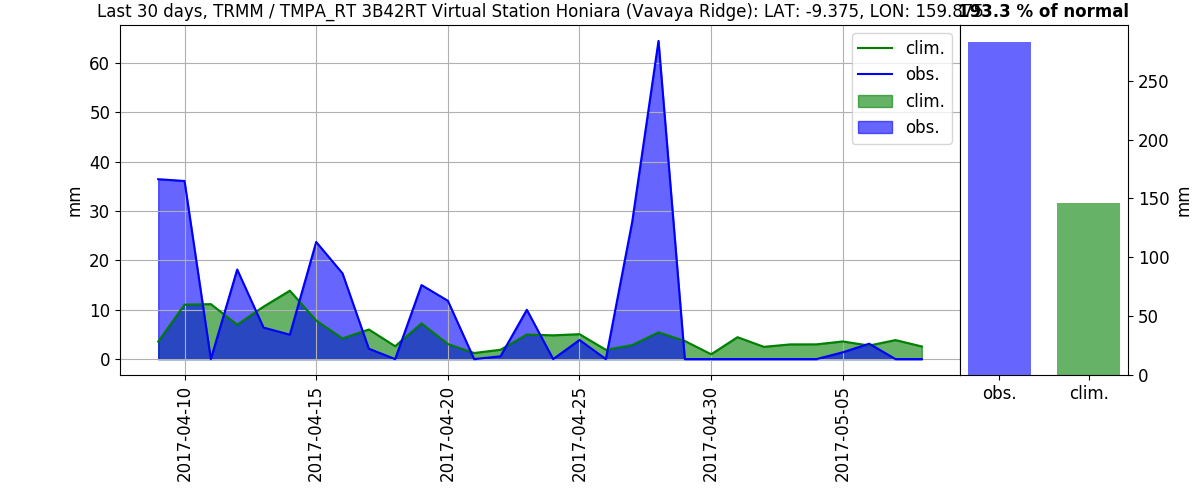 Last 30 days, TRMM / TMPA_RT 3B42RT Virtual Station Honiara (Vavaya Ridge): LAT: -9.375, LON: 159.875
193.3 % of normal
mm
60
50
40
30
20
10
0
clim.
obs.
clim.
obs.
2017-04-10
2017-04-15
2017-04-20
2017-04-25
2017-04-30
2017-05-05
250
200
150
100
50
0
mm
obs.
clim.